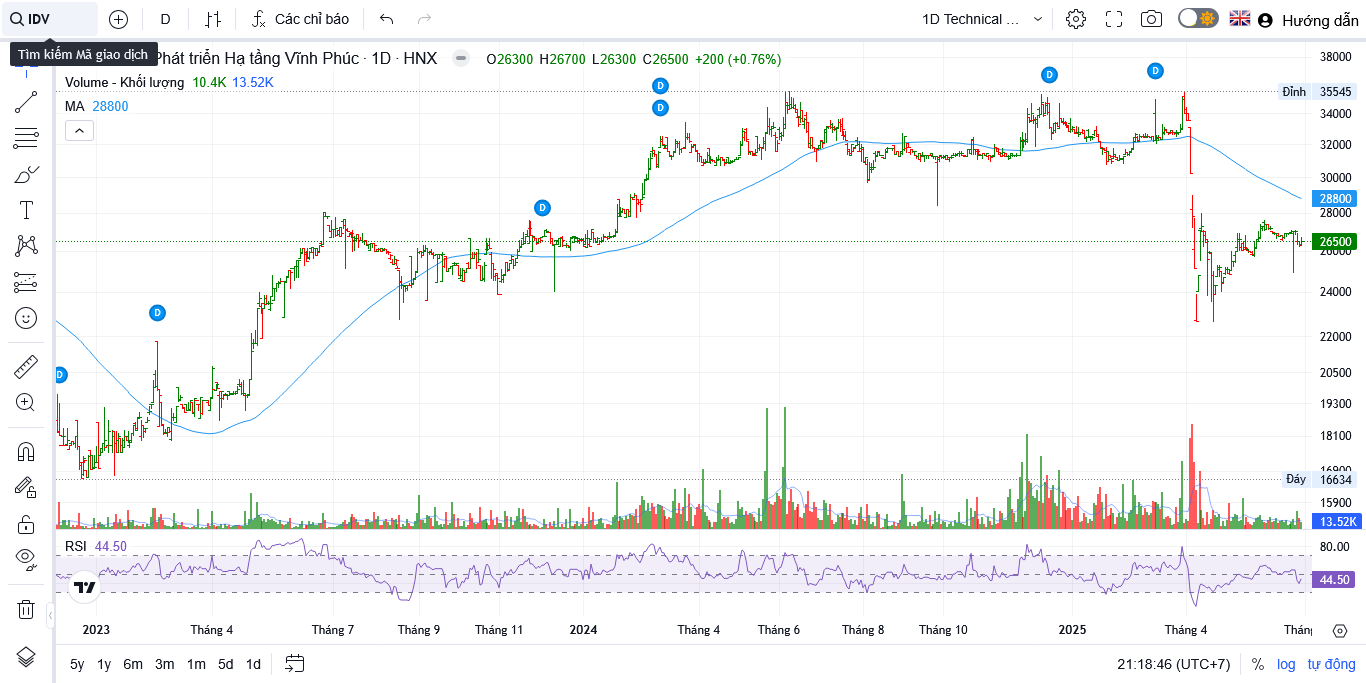 IDV
D
Các chỉ báo
1D Technical ...
Hướng dẫn
Tìm kiếm Mã giao dịch
Phát triển Hạ tầng Vĩnh Phúc · 1D · HNX
O26300 H26700 L26300 C26500 +200 (+0.76%)
Volume - Khối lượng 10.4K 13.52K
MA 28800
D
D
D
D
D
D
D
38000
Đỉnh 35545
34000
32000
30000
28800
28000
26500
26000
24000
22000
20500
19300
18100
16900
Đáy 16634
15900
13.52K
RSI 44.50
80.00
44.50
2023 Tháng 4 Tháng 7 Tháng 9 Tháng 11 2024 Tháng 4 Tháng 6 Tháng 8 Tháng 10 2025 Tháng 4 Tháng
5y 1y 6m 3m 1m 5d 1d
21:18:46 (UTC+7) % log tự động